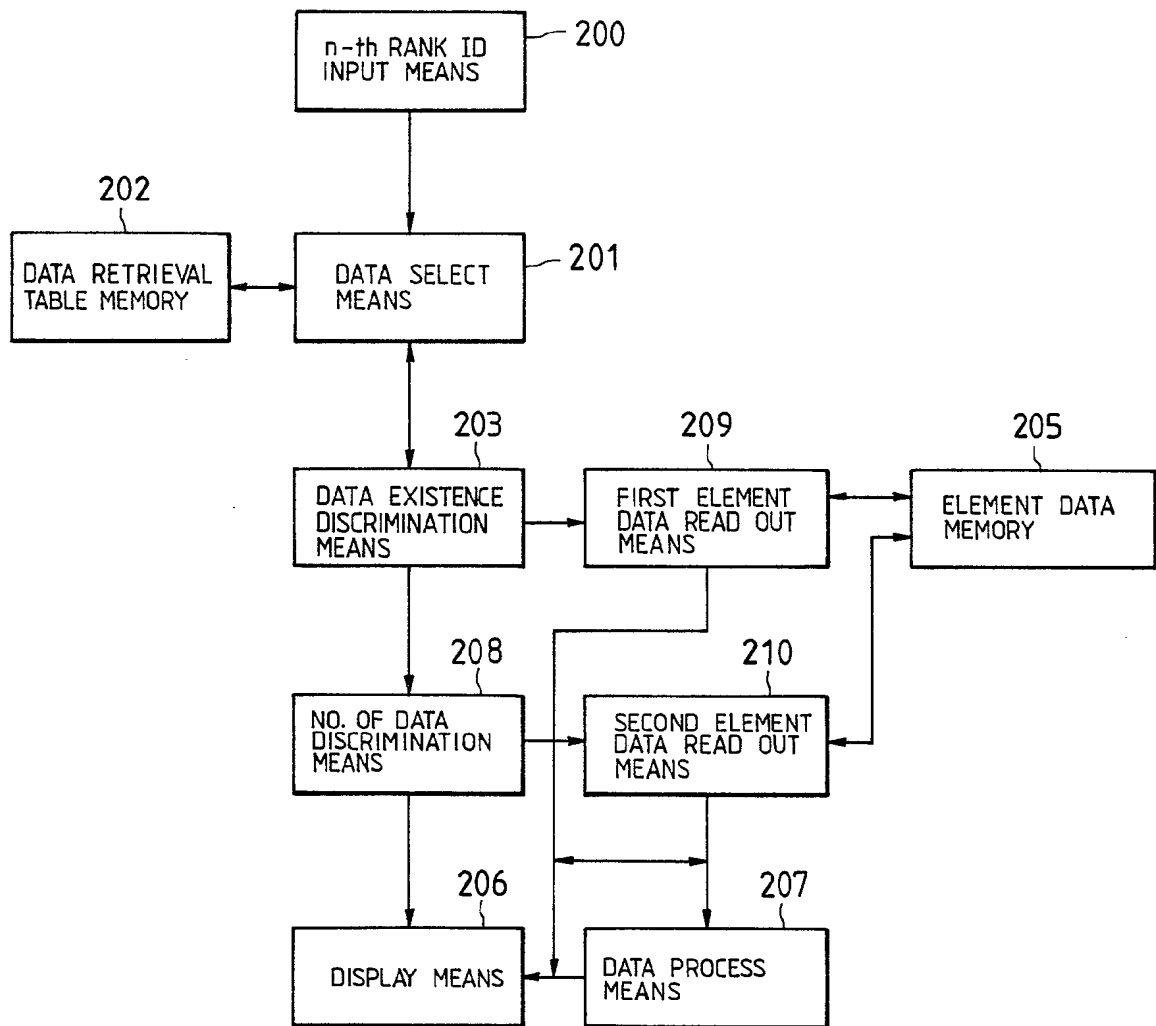 n-th RANK ID
INPUT MEANS
200
202
DATA RETRIEVAL
TABLE MEMORY
DATA SELECT
MEANS
201
203
209
205
DATA EXISTENCE
DISCRIMINATION
MEANS
FIRST ELEMENT
DATA READ OUT
MEANS
ELEMENT DATA
MEMORY
208
210
NO. OF DATA
DISCRIMINATION
MEANS
SECOND ELEMENT
DATA READ OUT
MEANS
206
207
DISPLAY MEANS
DATA PROCESS
MEANS